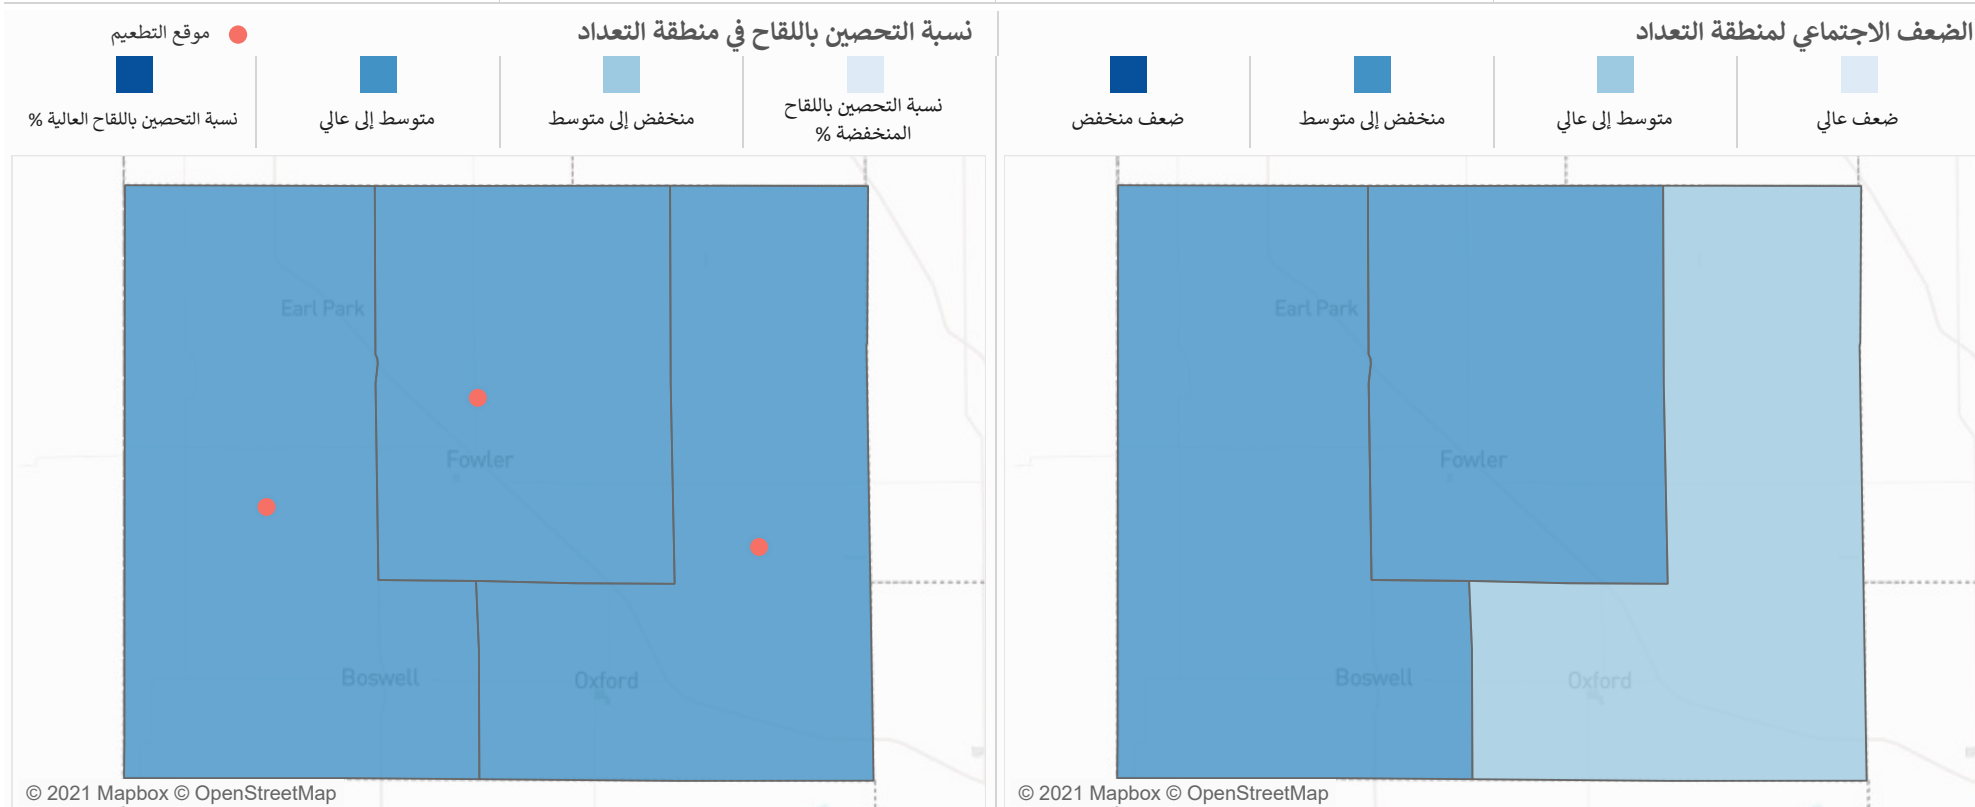 الضعف الاجتماعي لمنطقة التعداد
ضعف عالي
متوسط إلى عالي
منخفض إلى متوسط
ضعف منخفض
Earl Park
Fowler
Boswell
Oxford
© 2021 Mapbox © OpenStreetMap
نسبة التحصين باللقاح في منطقة التعداد
موقع التطعيم
نسبة التحصين باللقاح
المنخفضة %
منخفض إلى متوسط
متوسط إلى عالي
نسبة التحصين باللقاح العالية %
Earl Park
Fowler
Boswell
Oxford
© 2021 Mapbox © OpenStreetMap